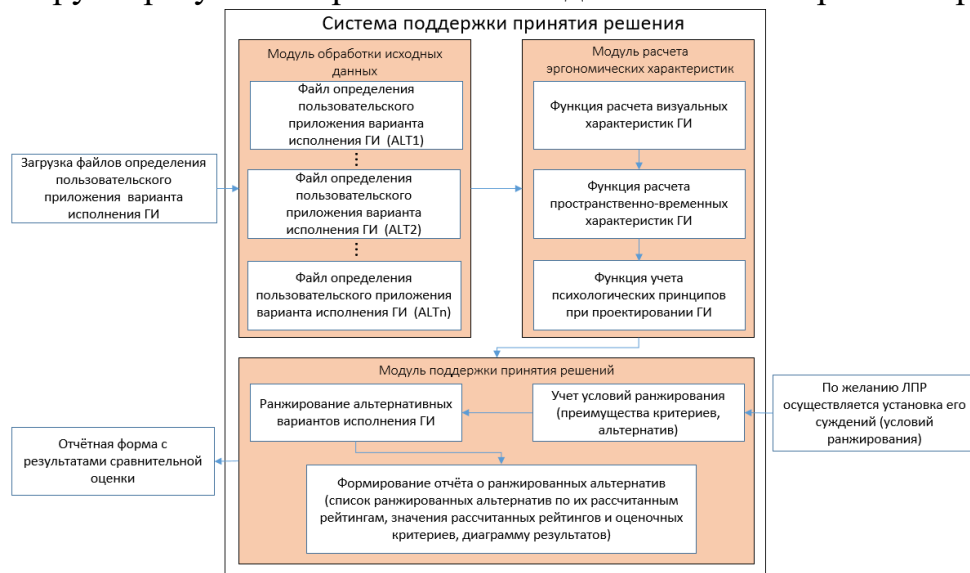 Система поддержки принятия решения
Модуль обработки исходных
данных
Файл определения
пользовательского
приложения варианта
исполнения ГИ (ALT1)
Файл определения
пользовательского
приложения варианта
исполнения ГИ (ALT2)
Файл определения
пользовательского приложения
варианта исполнения ГИ (ALTn)
Модуль расчета
эргономических характеристик
Функция расчета визуальных
характеристик ГИ
Функция расчета
пространственно-временных
характеристик ГИ
Функция учета
психологических принципов
при проектировании ГИ
Загрузка файлов определения
пользовательского
приложения варианта
исполнения ГИ
Модуль поддержки принятия решений
Ранжирование альтернативных
вариантов исполнения ГИ
Учет условий ранжирования
(преимущества критериев,
альтернатив)
По желанию ЛПР
осуществляется установка его
суждений (условий
ранжирования)
Отчётная форма с
результатами сравнительной
оценки
Формирование отчёта о ранжированных альтернатив
(список ранжированных альтернатив по их рассчитанным
рейтингам, значения рассчитанных рейтингов и оценочных
критериев, диаграмму результатов)